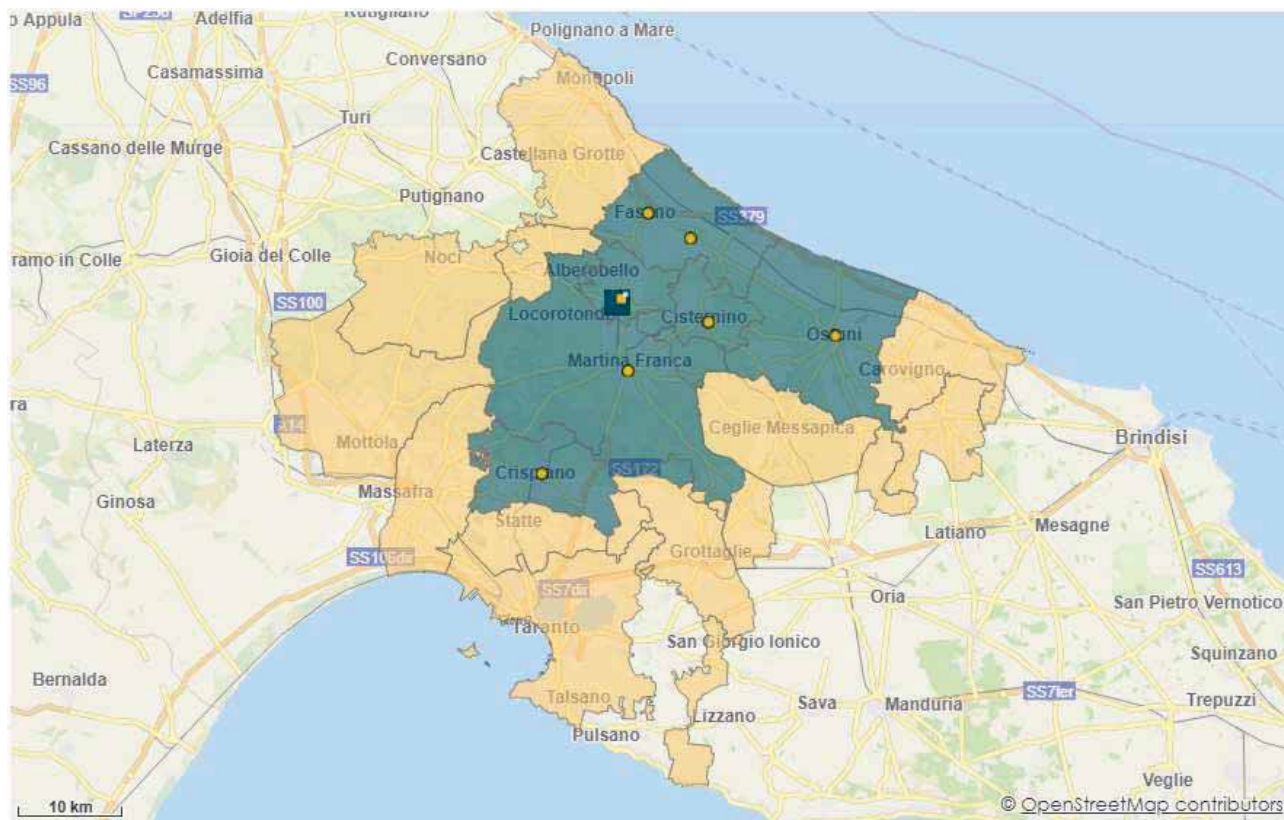 o Appula
Adelfia
Rutigliano
Polignano a Mare
Conversano
Casamassima
Monopoli
SS96
Turi
Cassano delle Murge
Castellana Grotte
Putignano
Fasano
SS379
Gioia del Colle
Noci
ramo in Colle
Alberobello
SS100
Locorotondo
Cisternino
Ostuni
Martina Franca
Carovigno
ra
A14
Ceglie Messapica
Mottola
Laterza
Brindisi
Crispiano
SS172
Massafra
Ginosa
Statte
Mesagne
Latiano
Grottaglie
SS106dir
SS7dir
SS613
Oria
San Pietro Vernotico
Taranto
San Giorgio Ionico
Squinzano
Bernalda
Talsano
SS7ter
Sava
Manduria
Trepuzzi
Lizzano
Pulsano
Veglie
10 km
© OpenStreetMap contributors